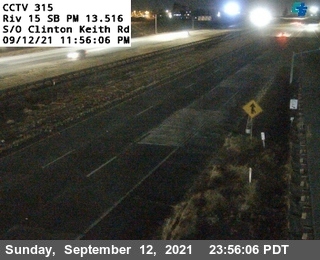 CCTV 315
Riv 15 SB PM 13.516
S/O Clinton Keith Rd
09/12/21 11:56:06 PM
Sunday, September 12, 2021 23:56:06 PDT